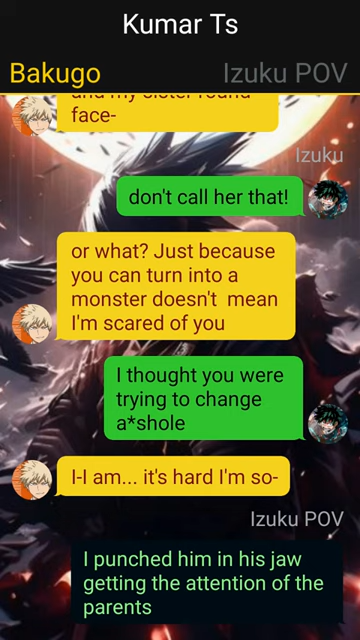 Kumar Ts
Bakugo
Izuku POV
and my sister round
face-
Izuku
don't call her that!
or what? Just because
you can turn into a
monster doesn't mean
I'm scared of you
I thought you were
trying to change
a*shole
I-I am... it's hard I'm so-
Izuku POV
I punched him in his jaw
getting the attention of the
parents